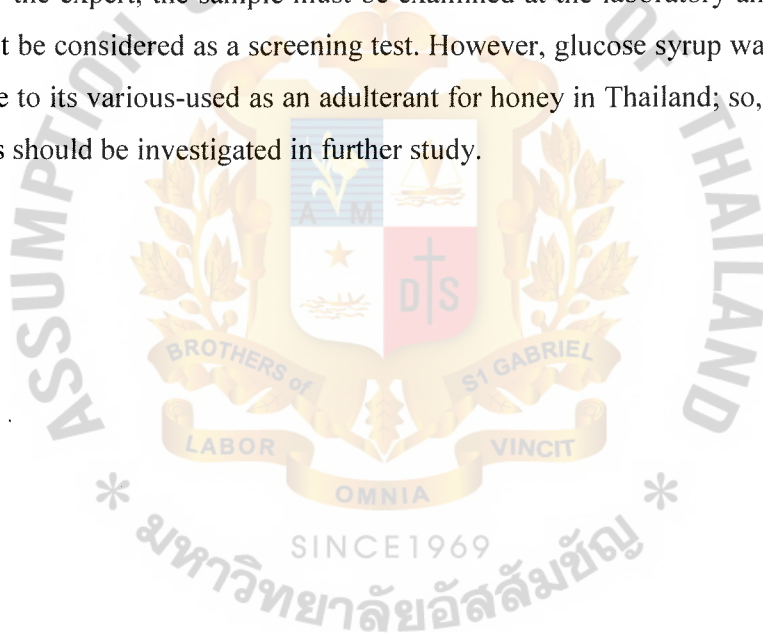 the expert, the sample must be examined at the laboratory an
t be considered as a screening test. However, glucose syrup wa
e to its various-used as an adulterant for honey in Thailand; so,
s should be investigated in further study.
ASSUMPTION
OF
THAILAND
A M
D S
BROTHERS of
S1 GABRIEL
LABOR
VINCIT
OMNIA
SINCE1969
มหาวิทยาลัยอัสสัมชัญ